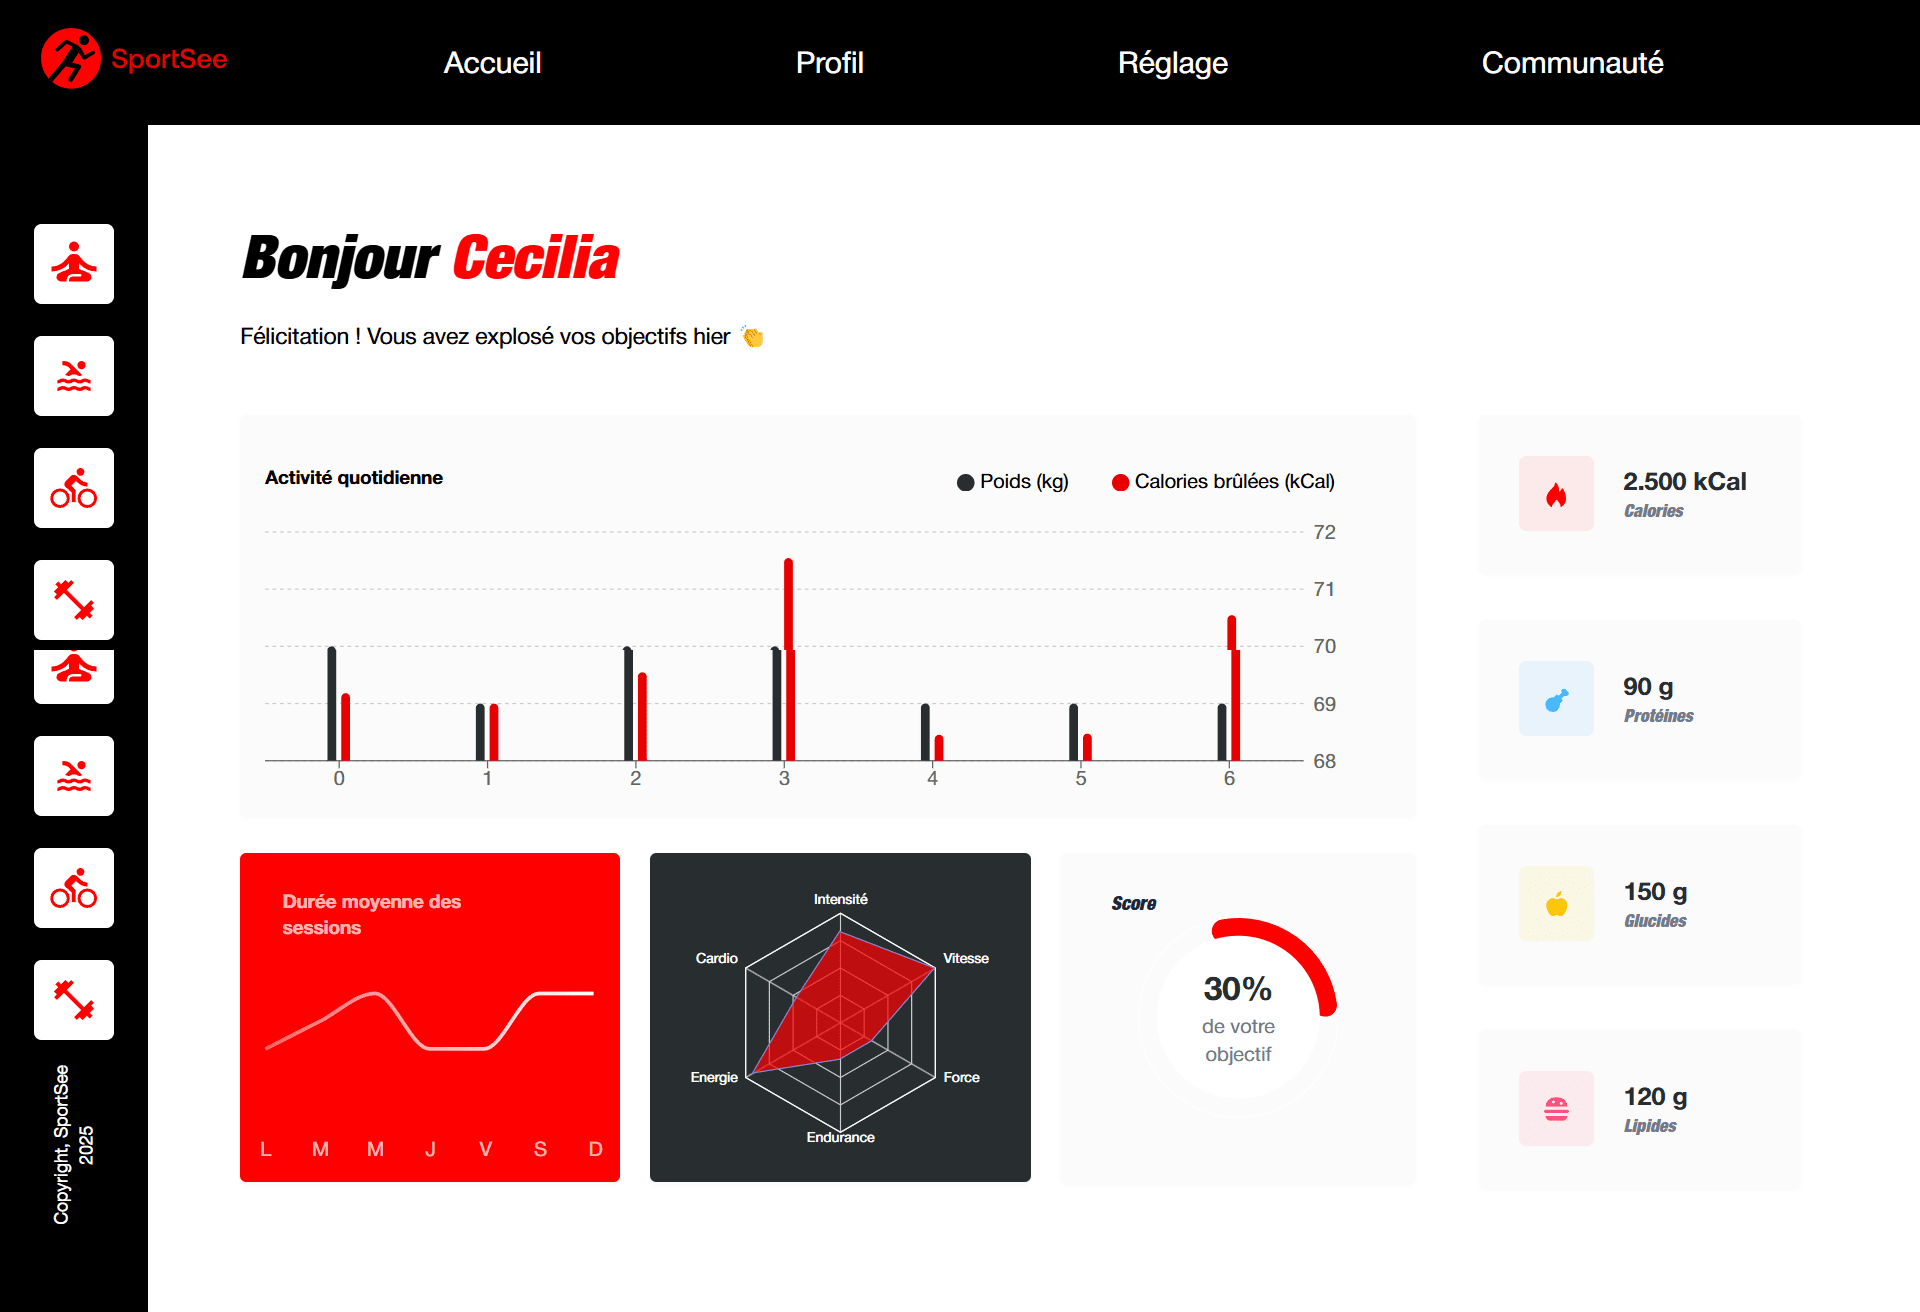 SportSee
Accueil
Profil
Réglage
Communauté
Bonjour Cecilia
Félicitation ! Vous avez explosé vos objectifs hier 👏
Activité quotidienne
Poids (kg)
Calories brûlées (kCal)
72
71
70
69
68
0
1
2
3
4
5
6
2.500 kCal
Calories
90 g
Protéines
150 g
Glucides
120 g
Lipides
Durée moyenne des
sessions
L M M J V S D
Intensité
Vitesse
Force
Endurance
Energie
Cardio
Score
30%
de votre
objectif
Copyright, SportSee
2025